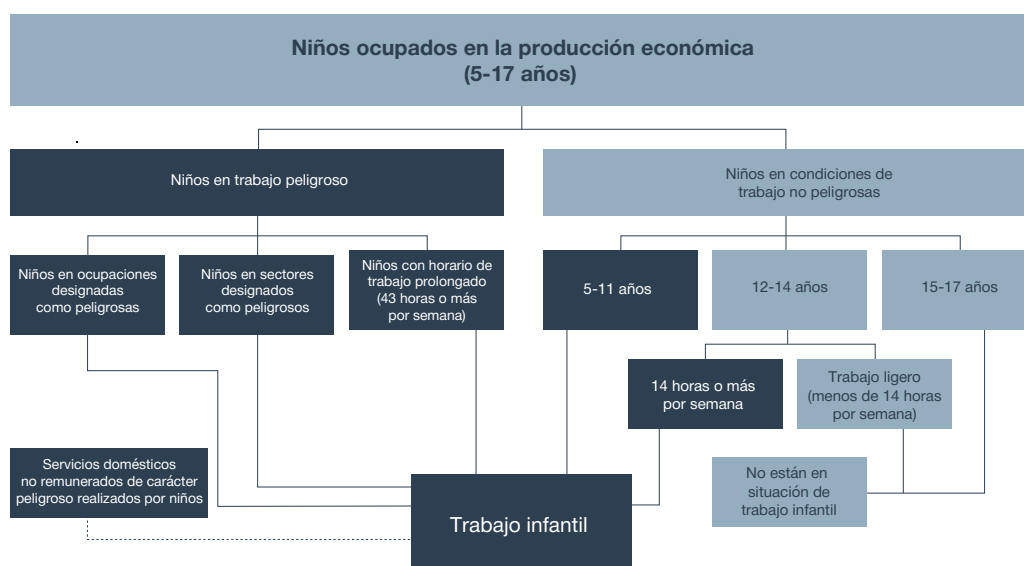 Niños ocupados en la producción económica
(5-17 años)
Niños en trabajo peligroso
Niños en condiciones de
trabajo no peligrosas
Niños en ocupaciones
designadas
como peligrosas
Niños en sectores
designados
como peligrosos
Niños con horario de
trabajo prolongado
(43 horas o más
por semana)
5-11 años
12-14 años
15-17 años
14 horas o más
por semana
Trabajo ligero
(menos de 14 horas
por semana)
Servicios domésticos
no remunerados de carácter
peligroso realizados por niños
Trabajo infantil
No están en
situación de
trabajo infantil